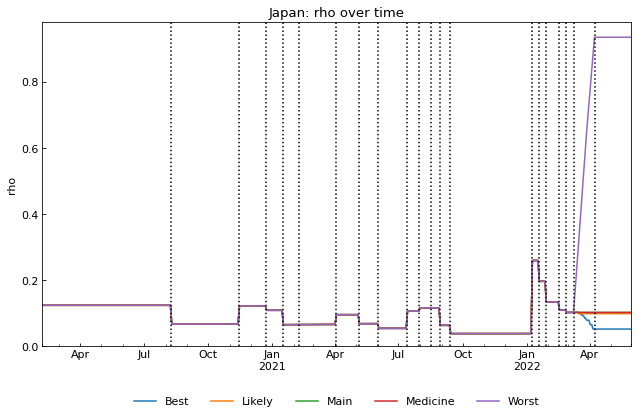 Japan: rho over time
rho
0.8
0.6
0.4
0.2
0.0
Apr Jul Oct Jan Apr Jul Oct Jan Apr
2021 2022
Best Likely Main Medicine Worst